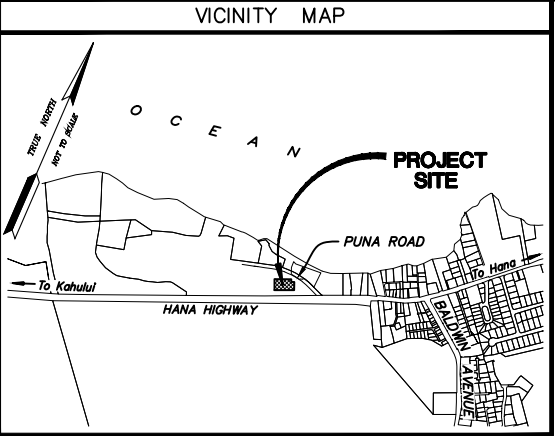 VICINITY MAP
TRUE NORTH
NOT TO SCALE
OCEAN
PROJECT
SITE
PUNA ROAD
To Hana
To Kahului
HANA HIGHWAY
BALDWIN
AVENUE